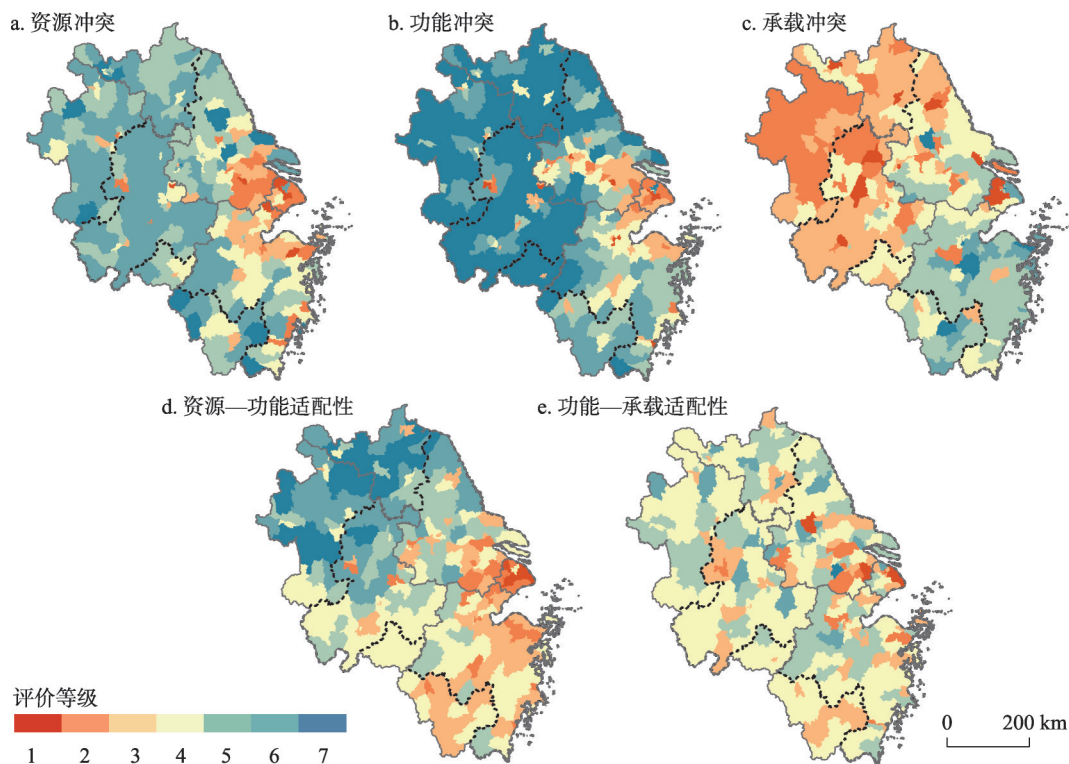 a. 资源冲突
b. 功能冲突
c. 承载冲突
d. 资源—功能适配性
e. 功能—承载适配性
评价等级
1 2 3 4 5 6 7
0 200 km